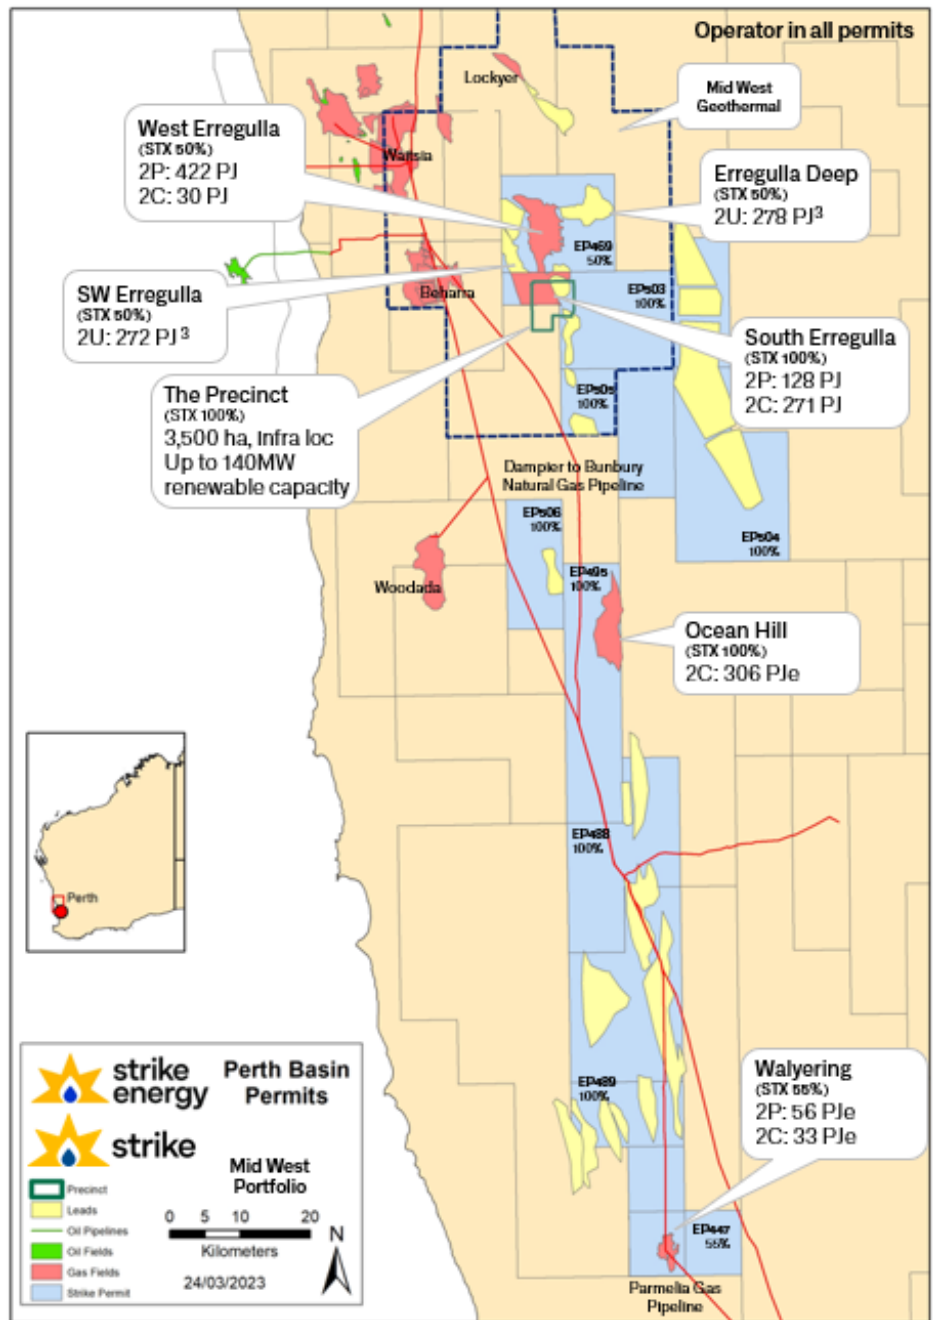 Operator in all permits
Lockyer
Mid West
Geothermal
West Erregulla
(STX 50%)
2P: 422 PJ
2C: 30 PJ
Waitsia
Erregulla Deep
(STX 50%)
2U: 278 PJ³
EP469
50%
SW Erregulla
(STX 50%)
2U: 272 PJ ³
Beharra
EP503
100%
South Erregulla
(STX 100%)
2P: 128 PJ
2C: 271 PJ
The Precinct
(STX 100%)
3,500 ha, infra loc
Up to 140MW
renewable capacity
EP505
100%
Dampier to Bunbury
Natural Gas Pipeline
EP506
100%
EP504
100%
Woodada
EP495
100%
Ocean Hill
(STX 100%)
2C: 306 PJe
Perth
EP488
100%
strike
energy
Perth Basin
Permits
strike
Mid West
Portfolio
Precinct
Leads
Oil Pipelines
Oil Fields
Gas Fields
Strike Permit
0 5 10 20
Kilometers
N
24/03/2023
EP489
100%
Walyering
(STX 55%)
2P: 56 PJe
2C: 33 PJe
EP447
55%
Parmelia Gas
Pipeline